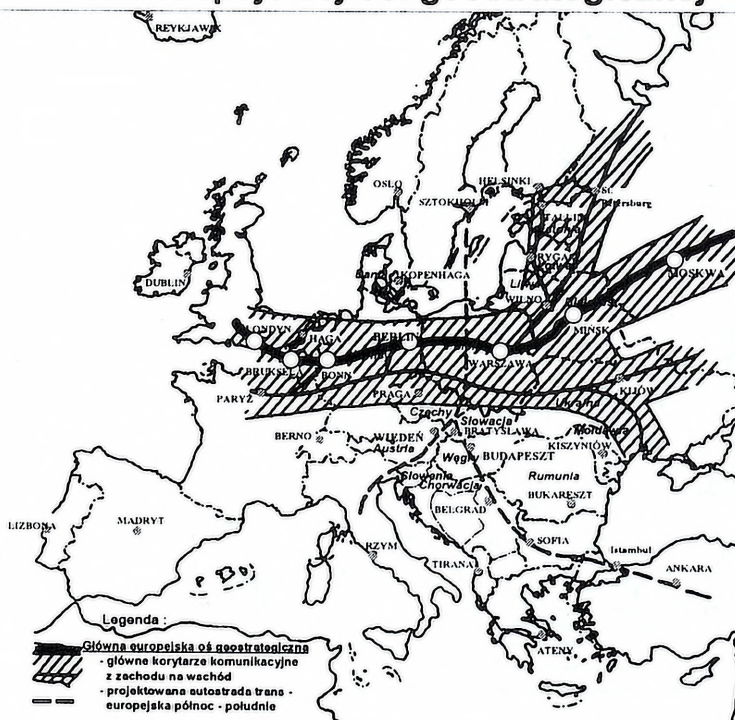 REYKJAWIK
OSLO
HELSINKI
SZTOKHOLM
St.
Petersburg
TALLIN
RYGA
DUBLIN
KOPENHAGA
WILNO
MOSKWA
LONDYN
HAGA
BERLIN
MIŃSK
BRUKSELA
BONN
WARSZAWA
PARYŻ
PRAGA
KIJÓW
Czechy
Ukraina
Słowacja
BERNO
WIEDEŃ
BRATYSŁAWA
Mołdawia
Austria
KISZYNIÓW
Węgry
BUDAPESZT
Słowenia
Chorwacja
Rumunia
BUKARESZT
BELGRAD
LIZBONA
MADRYT
RZYM
SOFIA
Istambuł
TIRANA
ANKARA
ATENY
Legenda :
Główna europejska oś geostrategiczna
- główne korytarze komunikacyjne
z zachodu na wschód
- projektowana autostrada trans -
europejska północ - południe